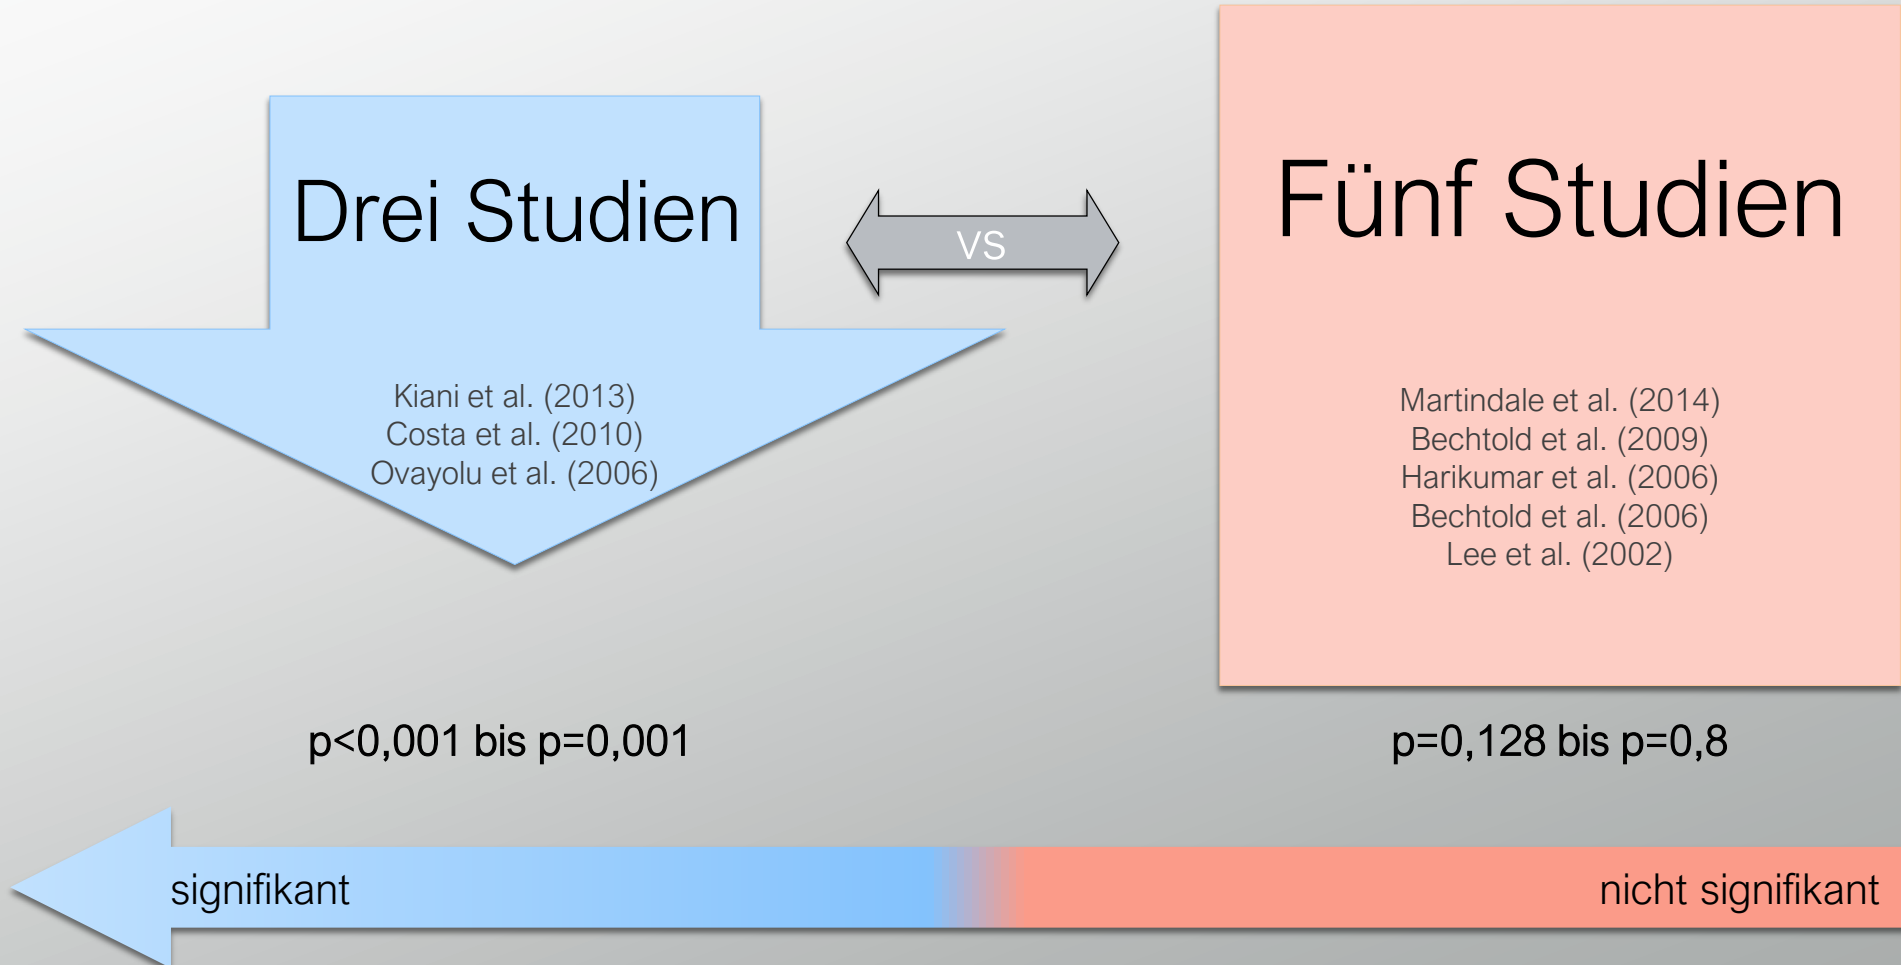 Drei Studien
VS
Fünf Studien
Kiani et al. (2013)
Costa et al. (2010)
Ovayolu et al. (2006)
Martindale et al. (2014)
Bechtold et al. (2009)
Harikumar et al. (2006)
Bechtold et al. (2006)
Lee et al. (2002)
p<0,001 bis p=0,001
p=0,128 bis p=0,8
signifikant
nicht signifikant